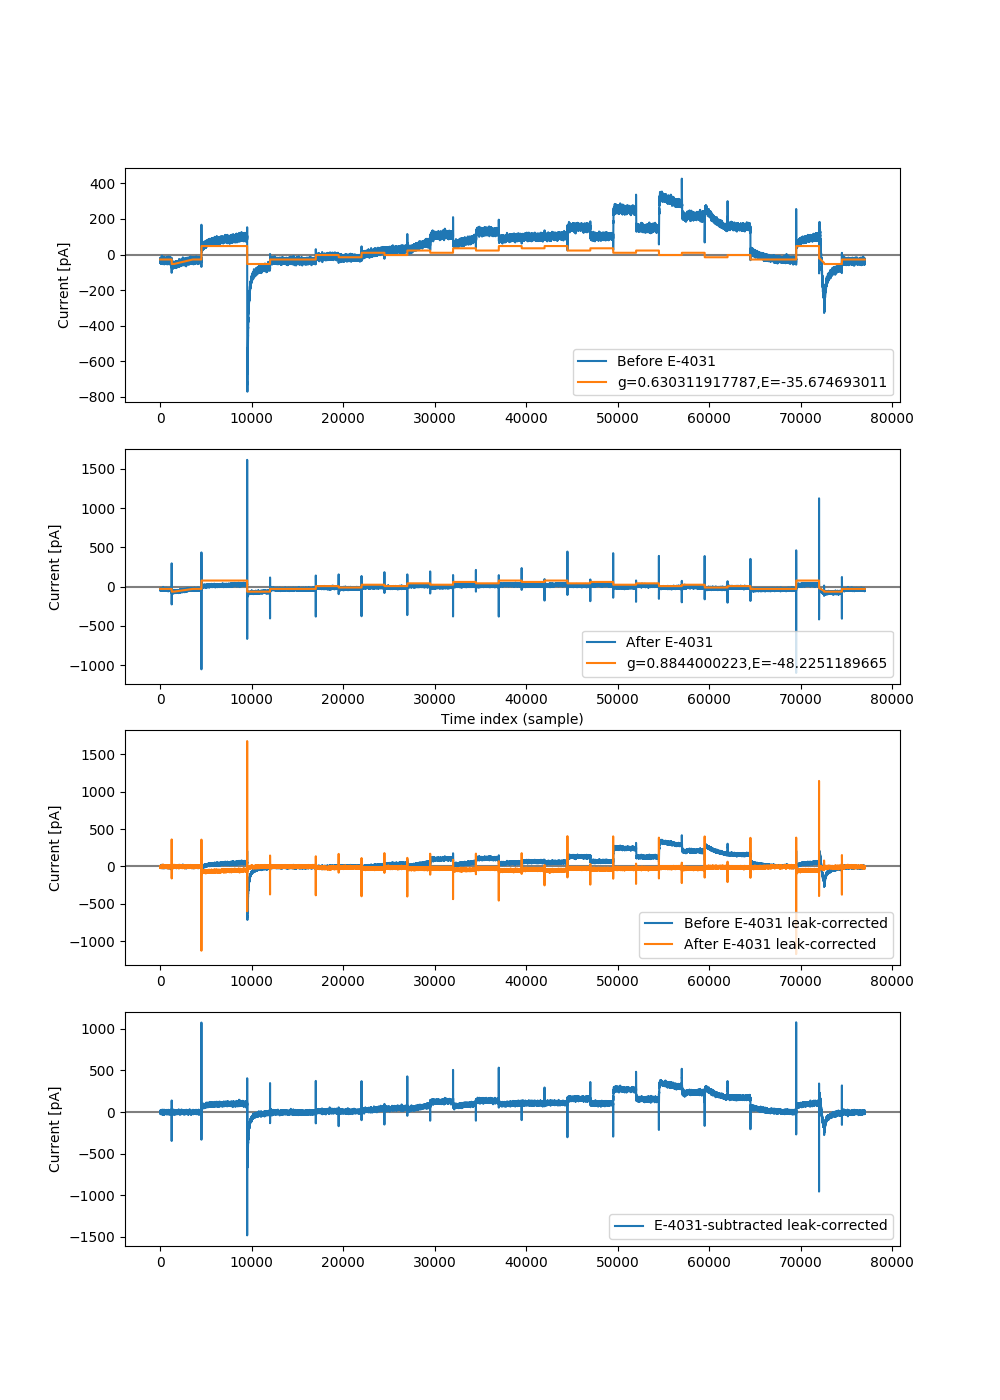 400
200
0
−200
−400
−600
−800
Current [pA]
Before E-4031
g=0.630311917787,E=-35.674693011
0 10000 20000 30000 40000 50000 60000 70000 80000
1500
1000
500
0
−500
−1000
Current [pA]
After E-4031
g=0.8844000223,E=-48.2251189665
0 10000 20000 30000 40000 50000 60000 70000 80000
Time index (sample)
1500
1000
500
0
−500
−1000
Current [pA]
Before E-4031 leak-corrected
After E-4031 leak-corrected
0 10000 20000 30000 40000 50000 60000 70000 80000
1000
500
0
−500
−1000
−1500
Current [pA]
E-4031-subtracted leak-corrected
0 10000 20000 30000 40000 50000 60000 70000 80000